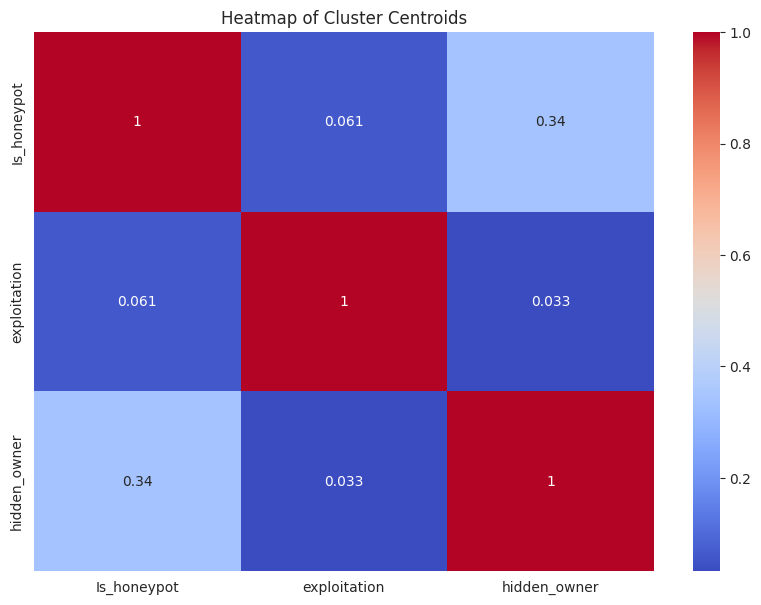 Heatmap of Cluster Centroids
Is_honeypot
1
0.061
0.34
exploitation
0.061
1
0.033
hidden_owner
0.34
0.033
1
Is_honeypot
exploitation
hidden_owner
1.0
0.8
0.6
0.4
0.2